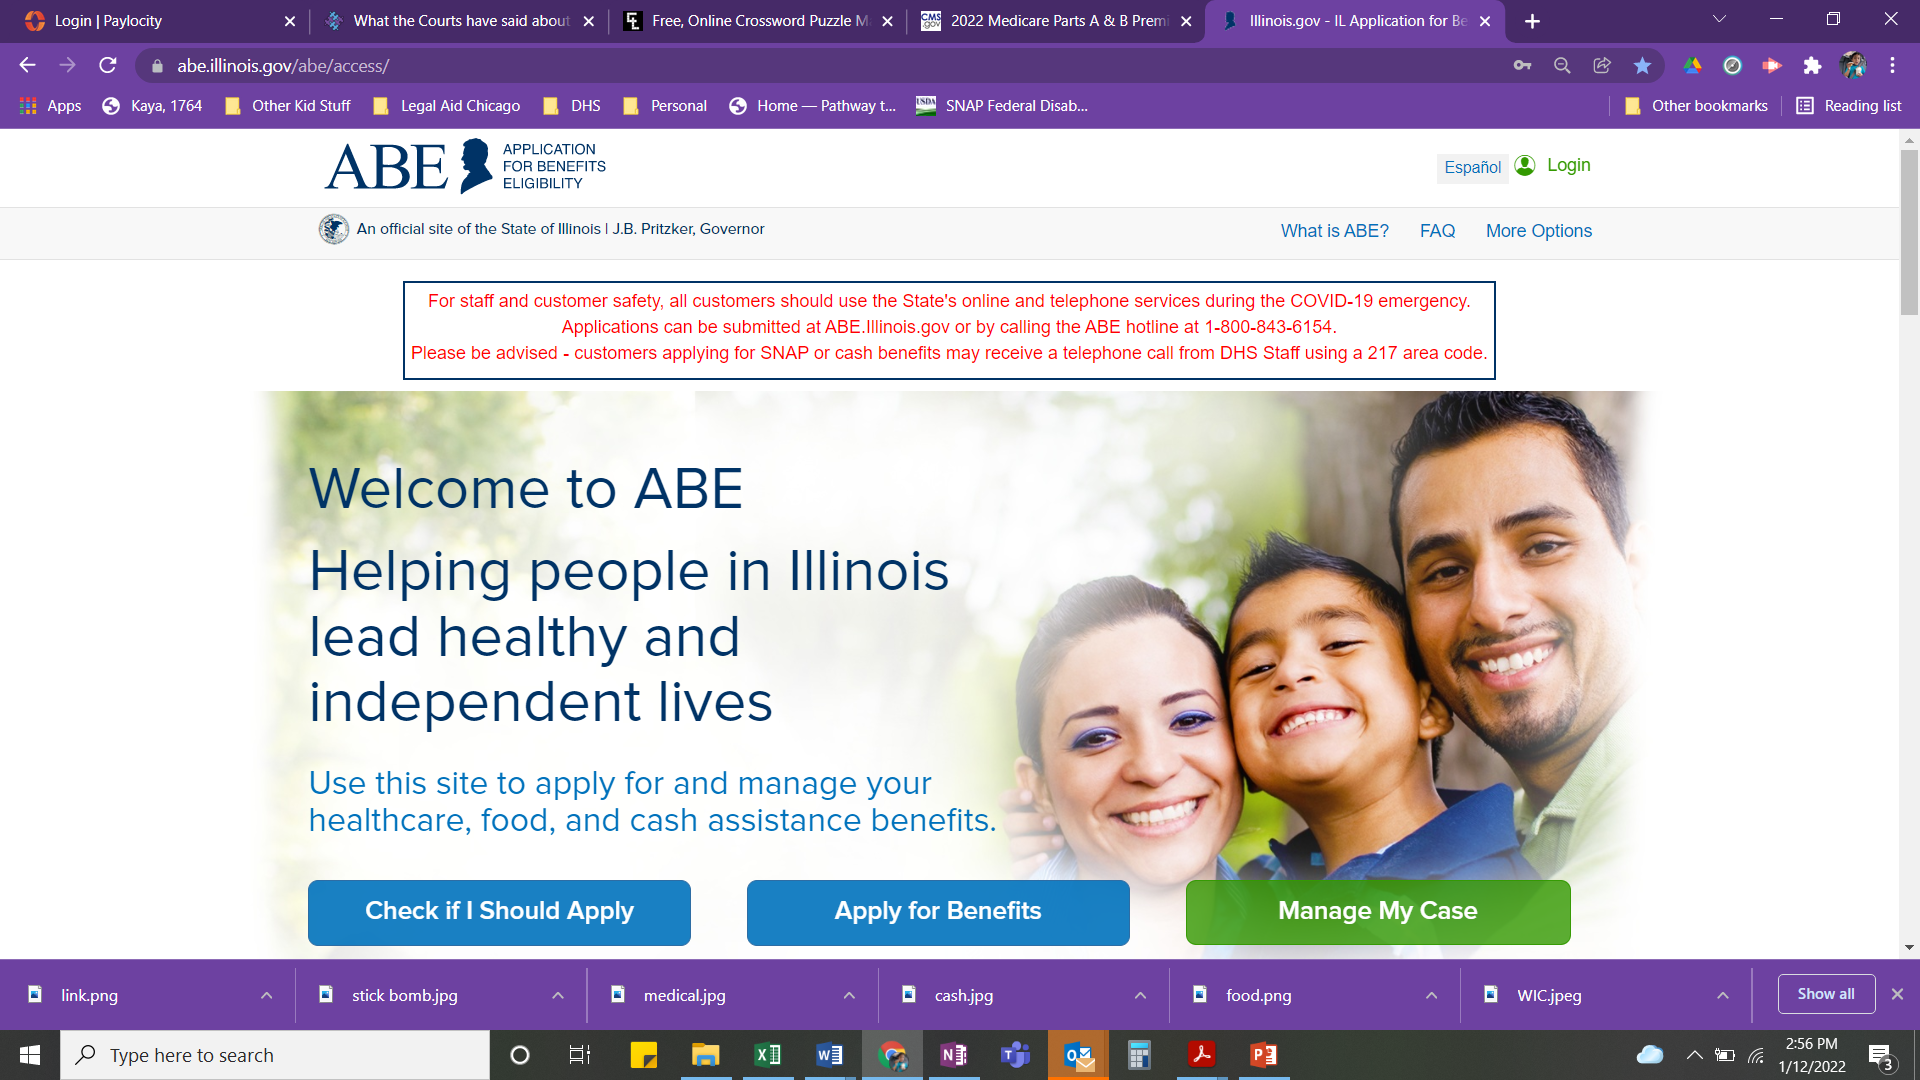 Login | Paylocity
What the Courts have said about
Free, Online Crossword Puzzle Ma
CMS.gov
2022 Medicare Parts A & B Premi
Illinois.gov - IL Application for Be
abe.illinois.gov/abe/access/
Apps
Kaya, 1764
Other Kid Stuff
Legal Aid Chicago
DHS
Personal
Home — Pathway t...
USDA
SNAP Federal Disab...
Other bookmarks
Reading list
ABE
APPLICATION
FOR BENEFITS
ELIGIBILITY
Español
Login
An official site of the State of Illinois | J.B. Pritzker, Governor
What is ABE?
FAQ
More Options
For staff and customer safety, all customers should use the State's online and telephone services during the COVID-19 emergency.
Applications can be submitted at ABE.Illinois.gov or by calling the ABE hotline at 1-800-843-6154.
Please be advised - customers applying for SNAP or cash benefits may receive a telephone call from DHS Staff using a 217 area code.
Welcome to ABE
Helping people in Illinois
lead healthy and
independent lives
Use this site to apply for and manage your
healthcare, food, and cash assistance benefits.
Check if I Should Apply
Apply for Benefits
Manage My Case
link.png
stick bomb.jpg
medical.jpg
cash.jpg
food.png
WIC.jpeg
Show all
Type here to search
2:56 PM
1/12/2022
3